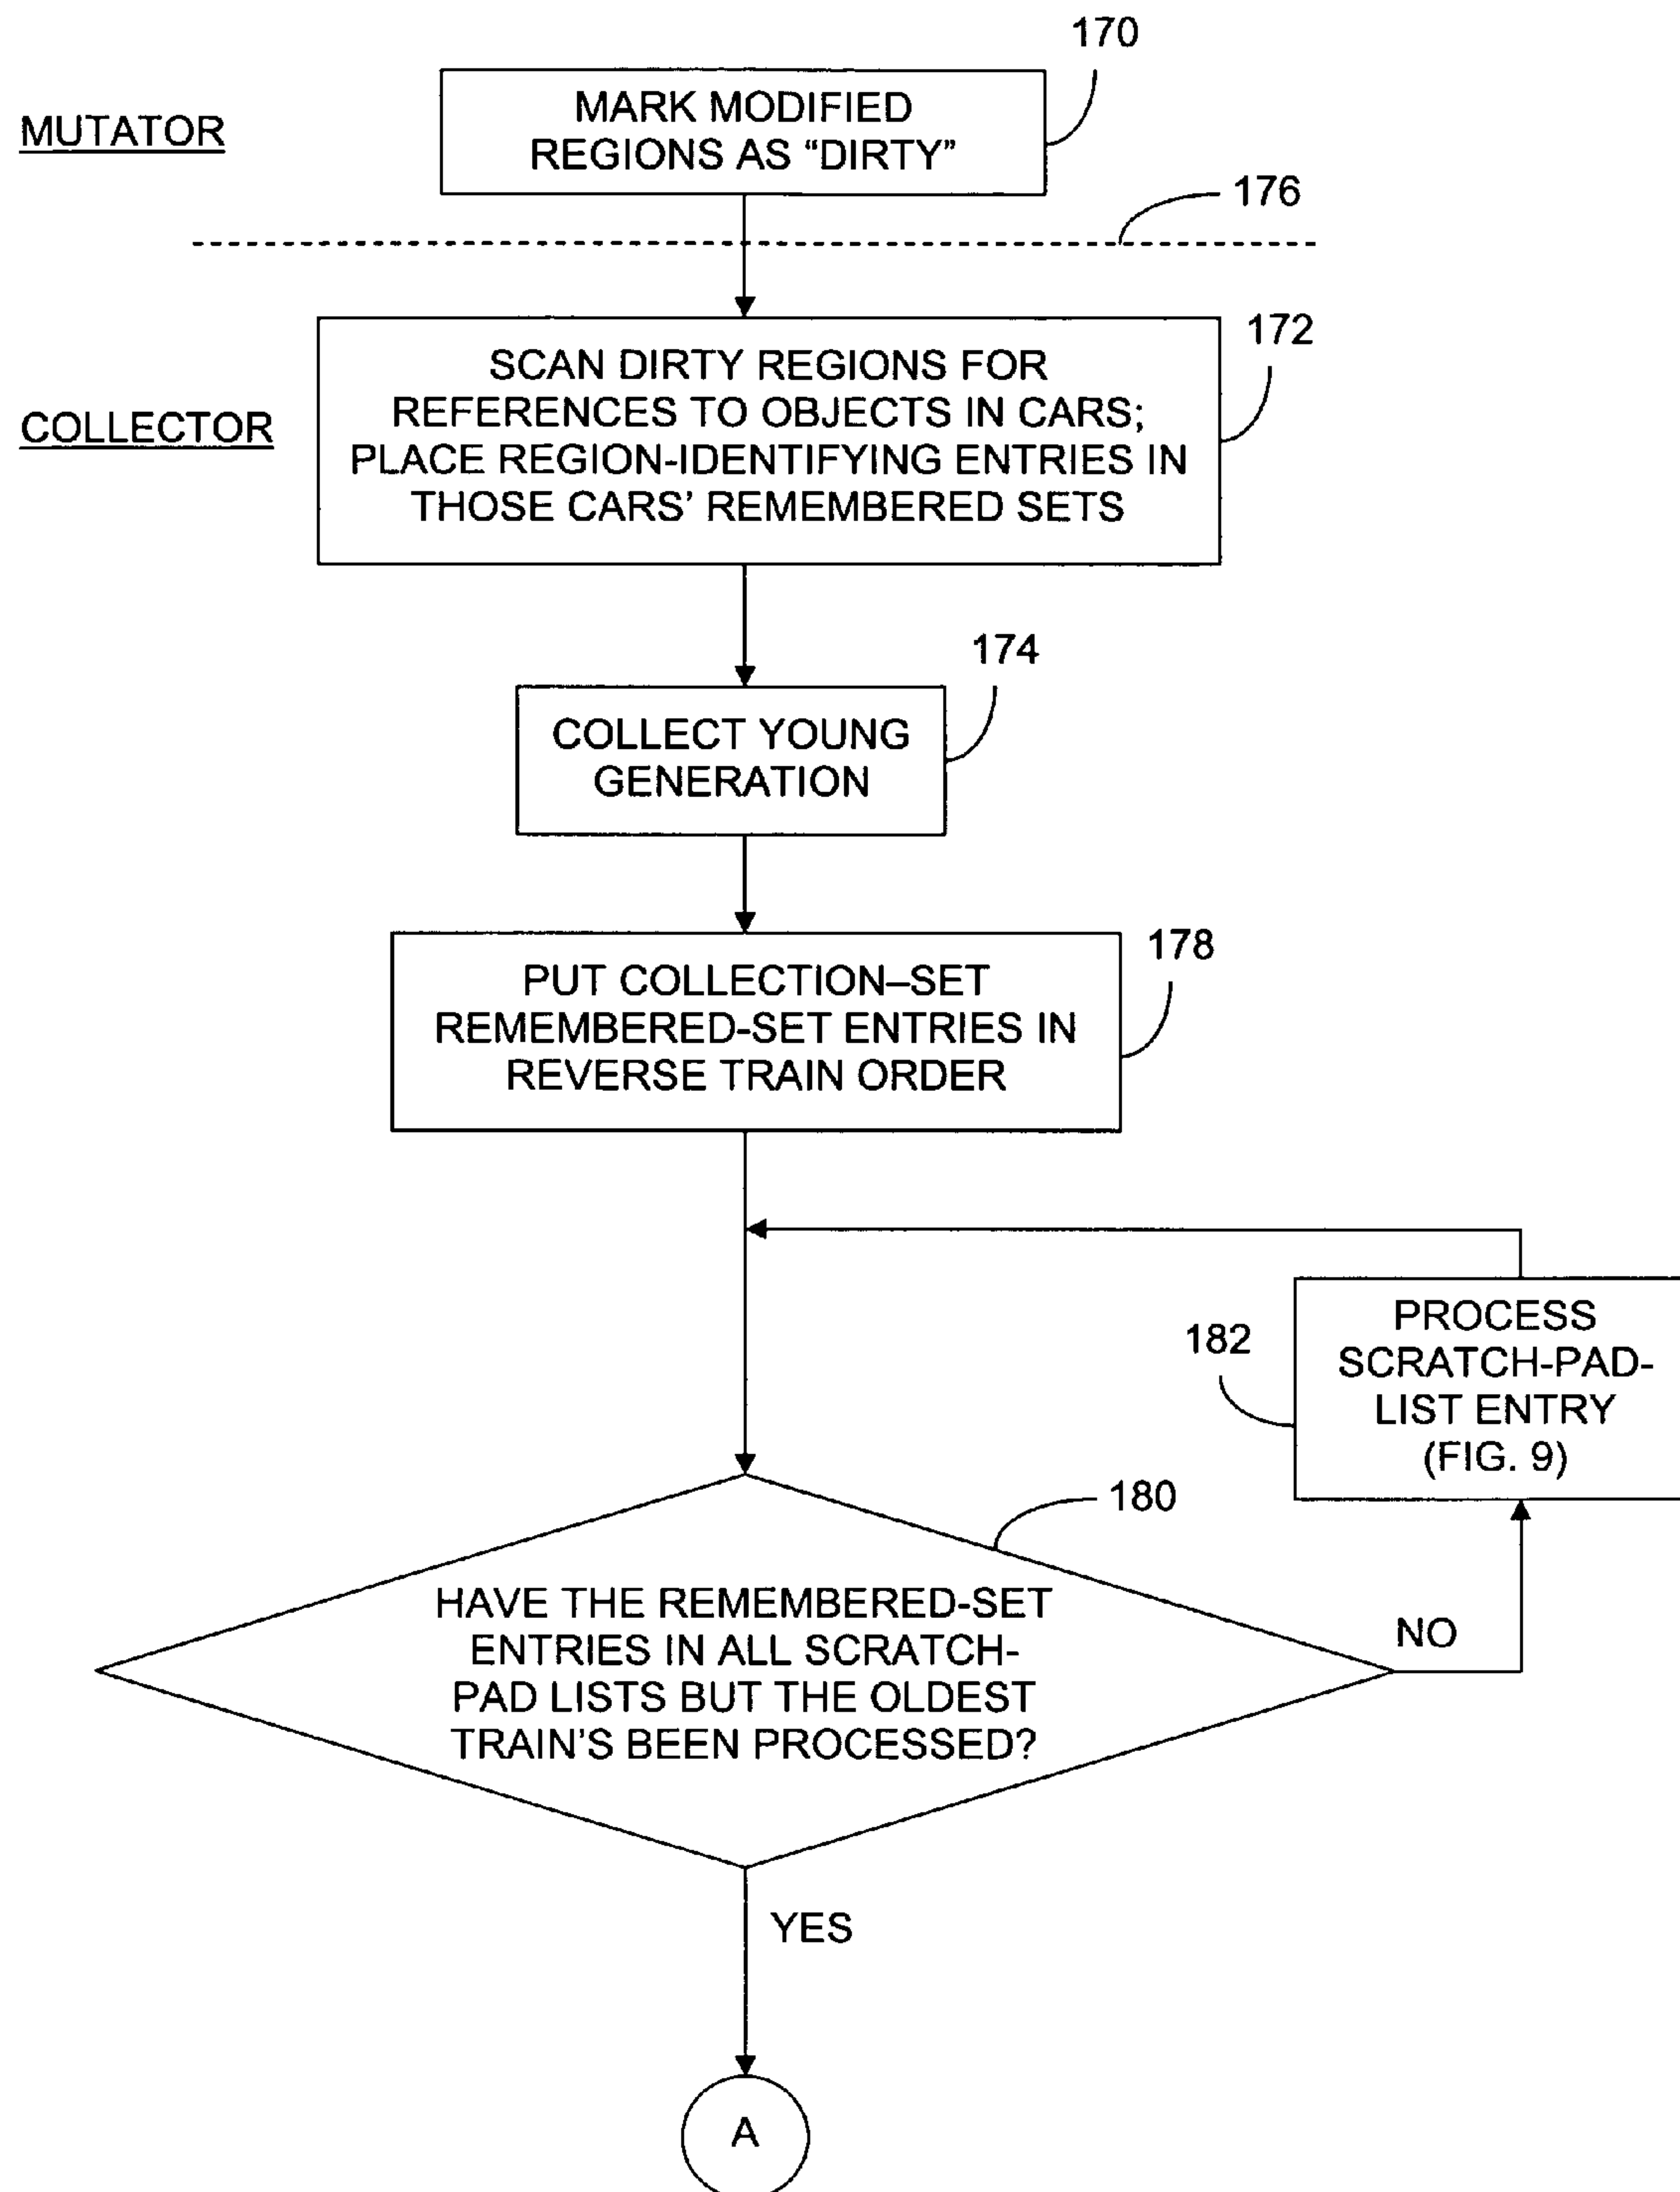 170
MUTATOR
MARK MODIFIED
REGIONS AS “DIRTY”
176
172
COLLECTOR
SCAN DIRTY REGIONS FOR
REFERENCES TO OBJECTS IN CARS;
PLACE REGION-IDENTIFYING ENTRIES IN
THOSE CARS’ REMEMBERED SETS
174
COLLECT YOUNG
GENERATION
178
PUT COLLECTION–SET
REMEMBERED-SET ENTRIES IN
REVERSE TRAIN ORDER
182
PROCESS
SCRATCH-PAD-
LIST ENTRY
(FIG. 9)
180
HAVE THE REMEMBERED-SET
ENTRIES IN ALL SCRATCH-
PAD LISTS BUT THE OLDEST
TRAIN’S BEEN PROCESSED?
NO
YES
A